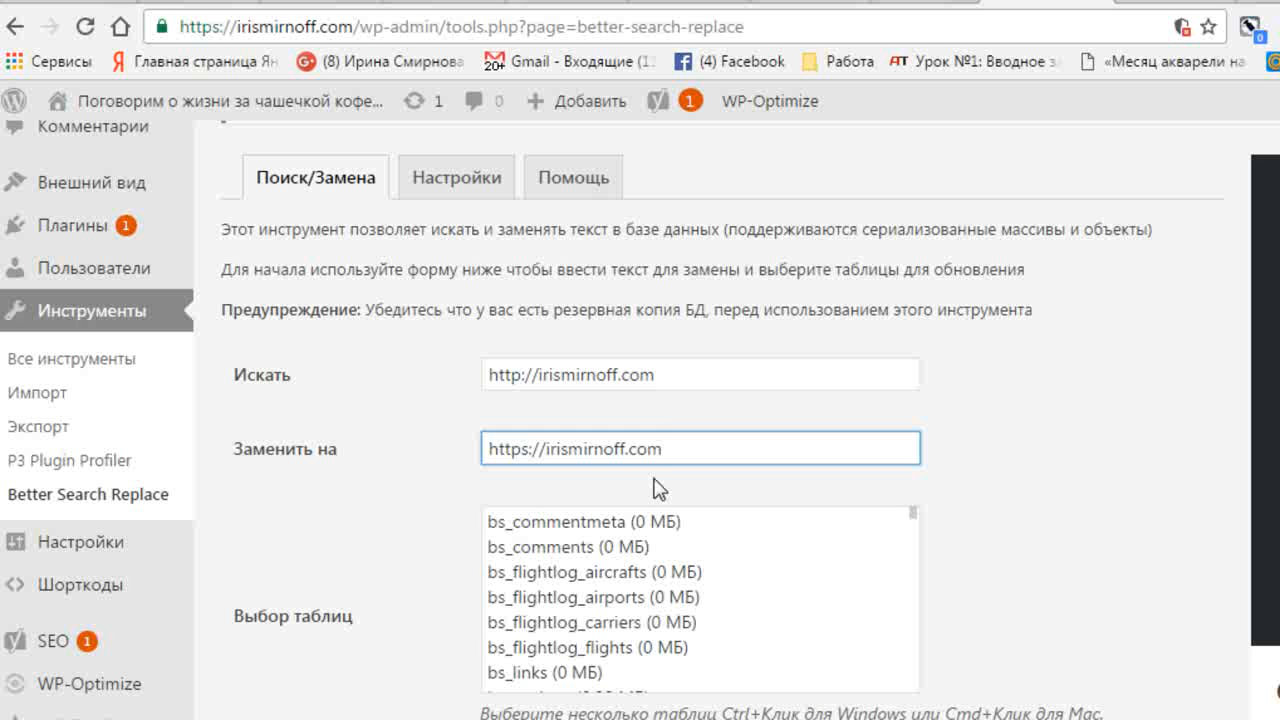 https://irismirnoff.com/wp-admin/tools.php?page=better-search-replace
Сервисы Главная страница Ян (8) Ирина Смирнова 20+ Gmail - Входящие (1 (4) Facebook Работа АТ Урок №1: Вводное з «Месяц акварели на
Поговорим о жизни за чашечкой кофе... 1 0 Добавить 1 WP-Optimize
Комментарии
Внешний вид
Плагины 1
Пользователи
Инструменты
Все инструменты
Импорт
Экспорт
P3 Plugin Profiler
Better Search Replace
Настройки
Шорткоды
SEO 1
WP-Optimize
Поиск/Замена Настройки Помощь
Этот инструмент позволяет искать и заменять текст в базе данных (поддерживаются сериализованные массивы и объекты)
Для начала используйте форму ниже чтобы ввести текст для замены и выберите таблицы для обновления
Предупреждение: Убедитесь что у вас есть резервная копия БД, перед использованием этого инструмента
Искать http://irismirnoff.com
Заменить на https://irismirnoff.com
Выбор таблиц
bs_commentmeta (0 МБ)
bs_comments (0 МБ)
bs_flightlog_aircrafts (0 МБ)
bs_flightlog_airports (0 МБ)
bs_flightlog_carriers (0 МБ)
bs_flightlog_flights (0 МБ)
bs_links (0 МБ)
Выберите несколько таблиц Ctrl+Клик для Windows или Cmd+Клик для Mac.